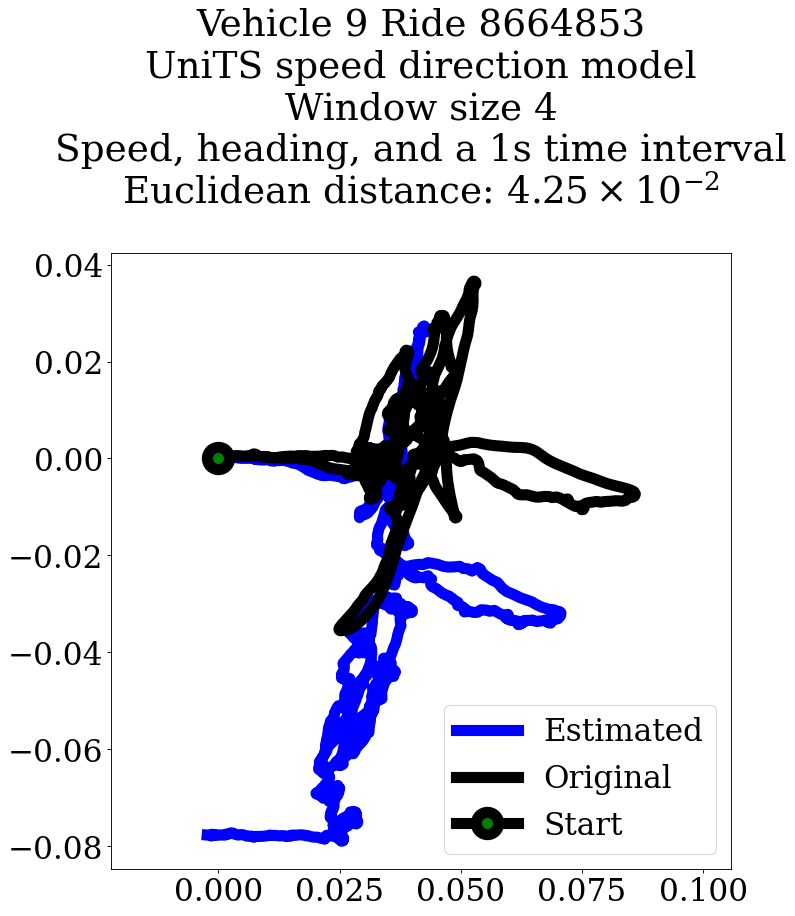 Vehicle 9 Ride 8664853
UniTS speed direction model
Window size 4
Speed, heading, and a 1s time interval
Euclidean distance: 4.25 × 10⁻²
0.04
0.02
0.00
−0.02
−0.04
−0.06
−0.08
Estimated
Original
Start
0.000 0.025 0.050 0.075 0.100